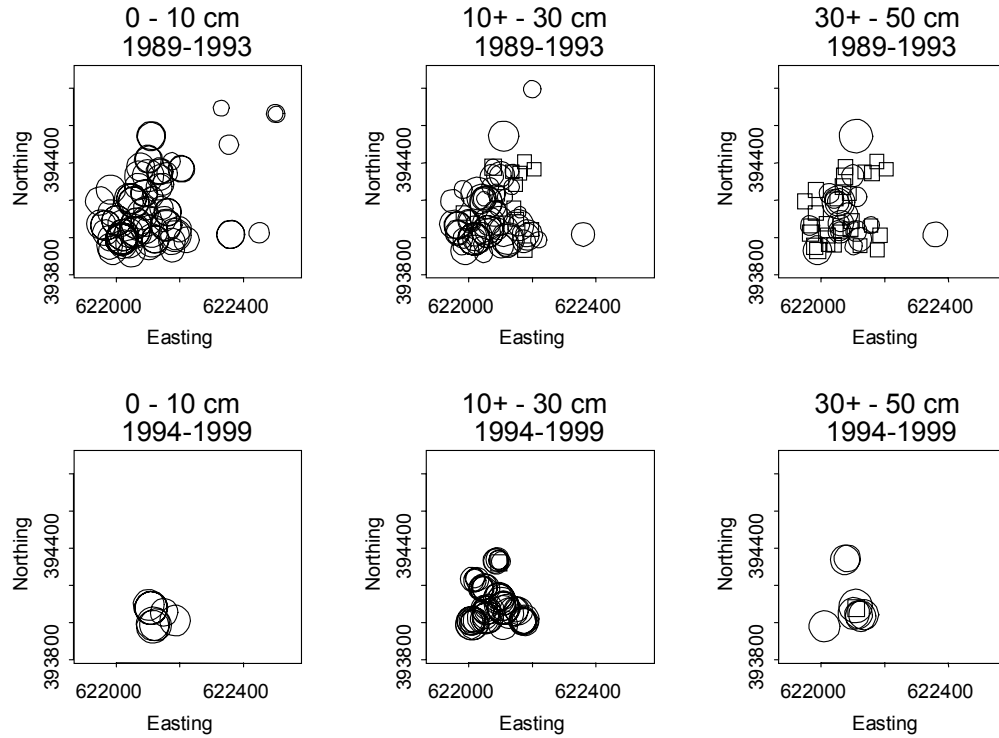 0 - 10 cm
1989-1993
Northing
394400
393800
622000
622400
Easting
10+ - 30 cm
1989-1993
Northing
394400
393800
622000
622400
Easting
30+ - 50 cm
1989-1993
Northing
394400
393800
622000
622400
Easting
0 - 10 cm
1994-1999
Northing
394400
393800
622000
622400
Easting
10+ - 30 cm
1994-1999
Northing
394400
393800
622000
622400
Easting
30+ - 50 cm
1994-1999
Northing
394400
393800
622000
622400
Easting